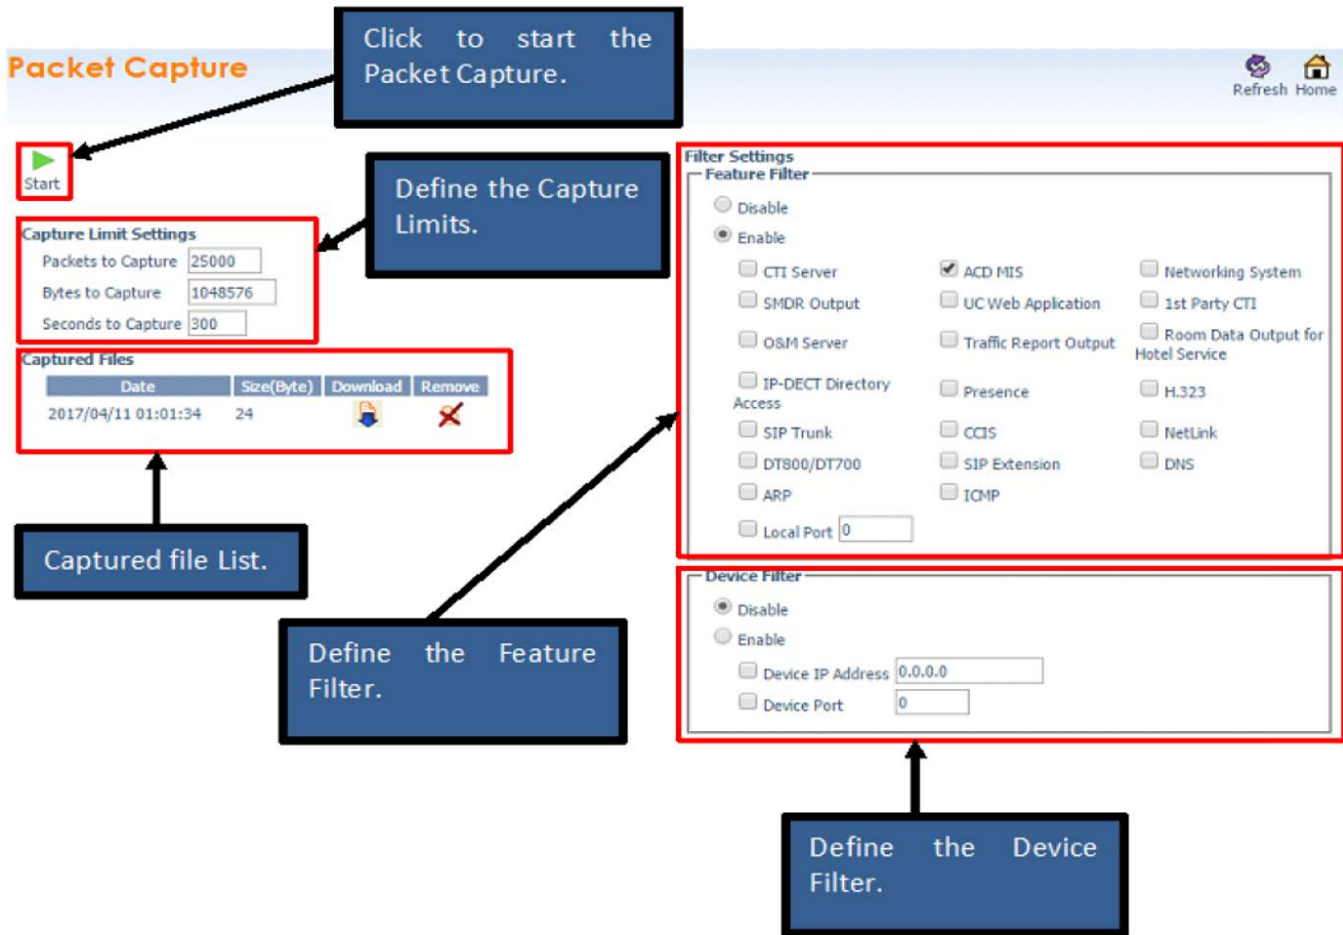 Packet Capture
Click to start the
Packet Capture.
Refresh Home
Start
Define the Capture
Limits.
Capture Limit Settings
Packets to Capture 25000
Bytes to Capture 1048576
Seconds to Capture 300
Captured Files
Date Size(Byte) Download Remove
2017/04/11 01:01:34 24
Captured file List.
Define the Feature
Filter.
Filter Settings
Feature Filter
Disable
Enable
CTI Server ACD MIS Networking System
SMDR Output UC Web Application 1st Party CTI
O&M Server Traffic Report Output Room Data Output for
Hotel Service
IP-DECT Directory
Access Presence H.323
SIP Trunk CCIS NetLink
DT800/DT700 SIP Extension DNS
ARP ICMP
Local Port 0
Device Filter
Disable
Enable
Device IP Address 0.0.0.0
Device Port 0
Define the Device
Filter.